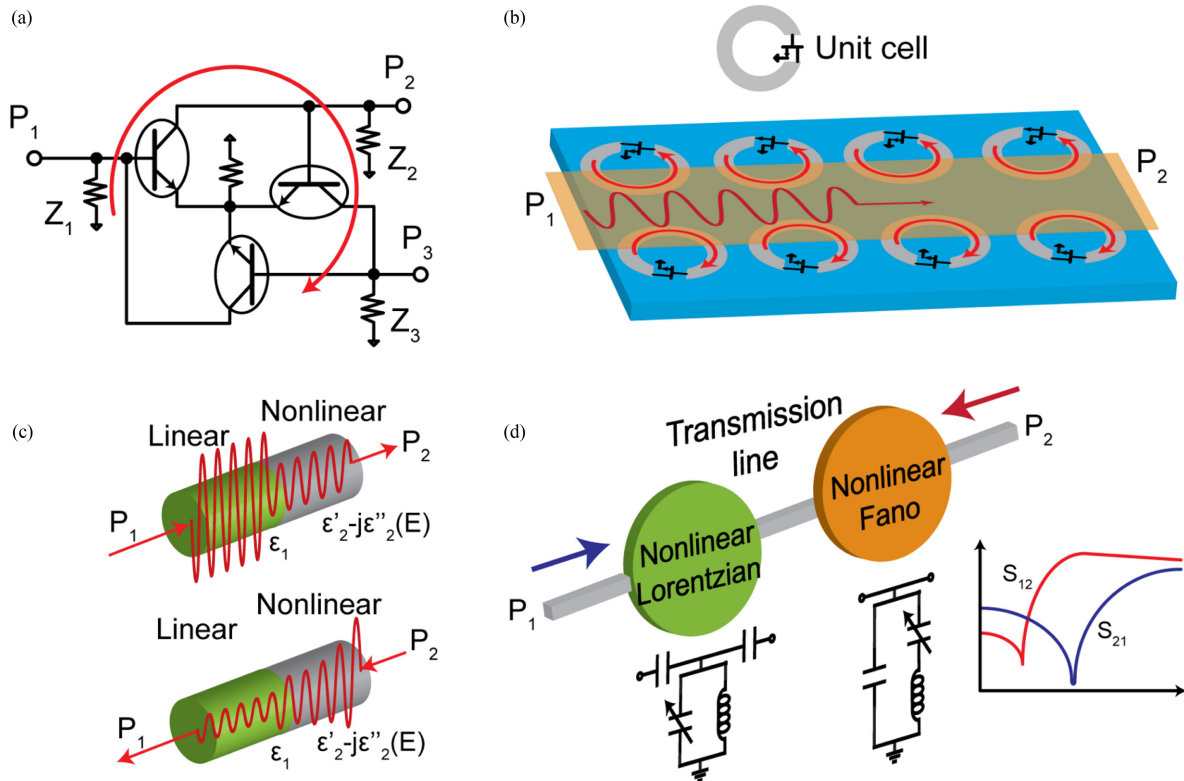 (a)
P1
Z1
P2
Z2
P3
Z3
(b)
Unit cell
P1
P2
(c)
Linear
Nonlinear
P1
P2
ε1
ε'2-jε"2(E)
Linear
Nonlinear
P2
P1
ε1
ε'2-jε"2(E)
(d)
Transmission
line
P2
Nonlinear
Fano
Nonlinear
Lorentzian
P1
S12
S21